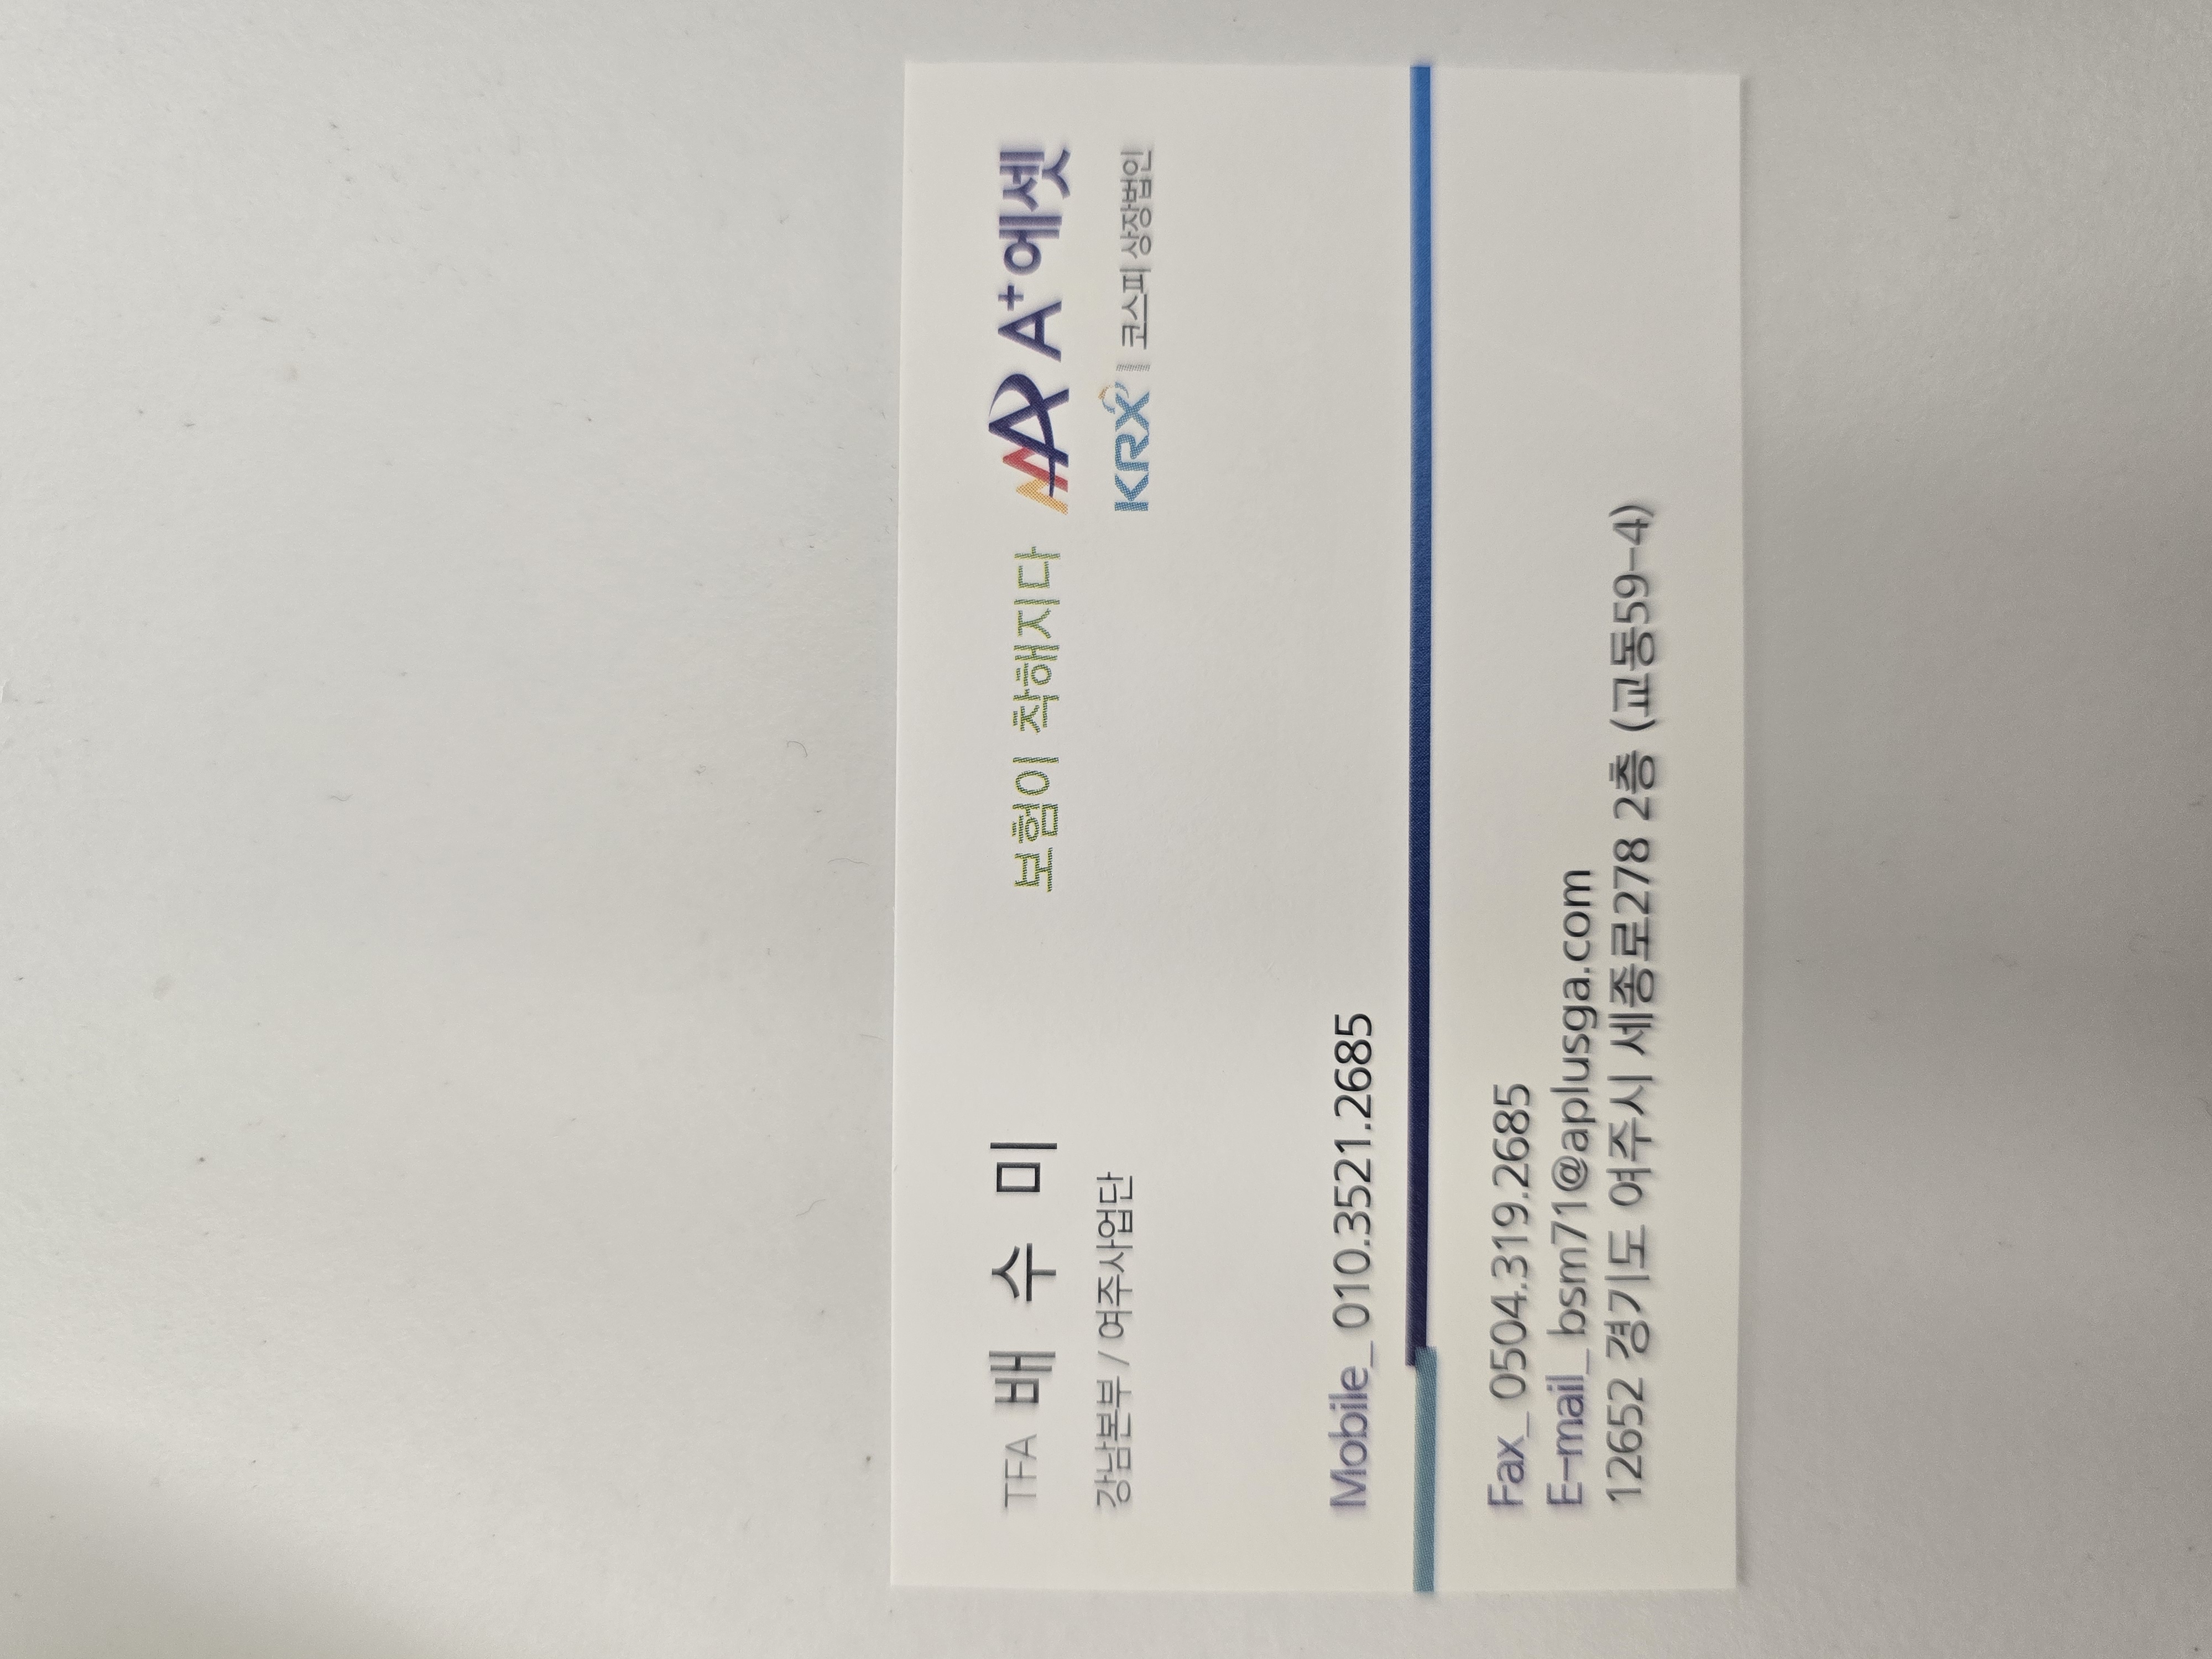 TFA 배 수 미
강남본부 / 여주사업단
보험이 착해지다
A+에셋
KRX | 코스피 상장법인
Mobile_ 010.3521.2685
Fax_ 0504.319.2685
E-mail_ bsm71@aplusga.com
12652 경기도 여주시 세종로278 2층 (교동59-4)